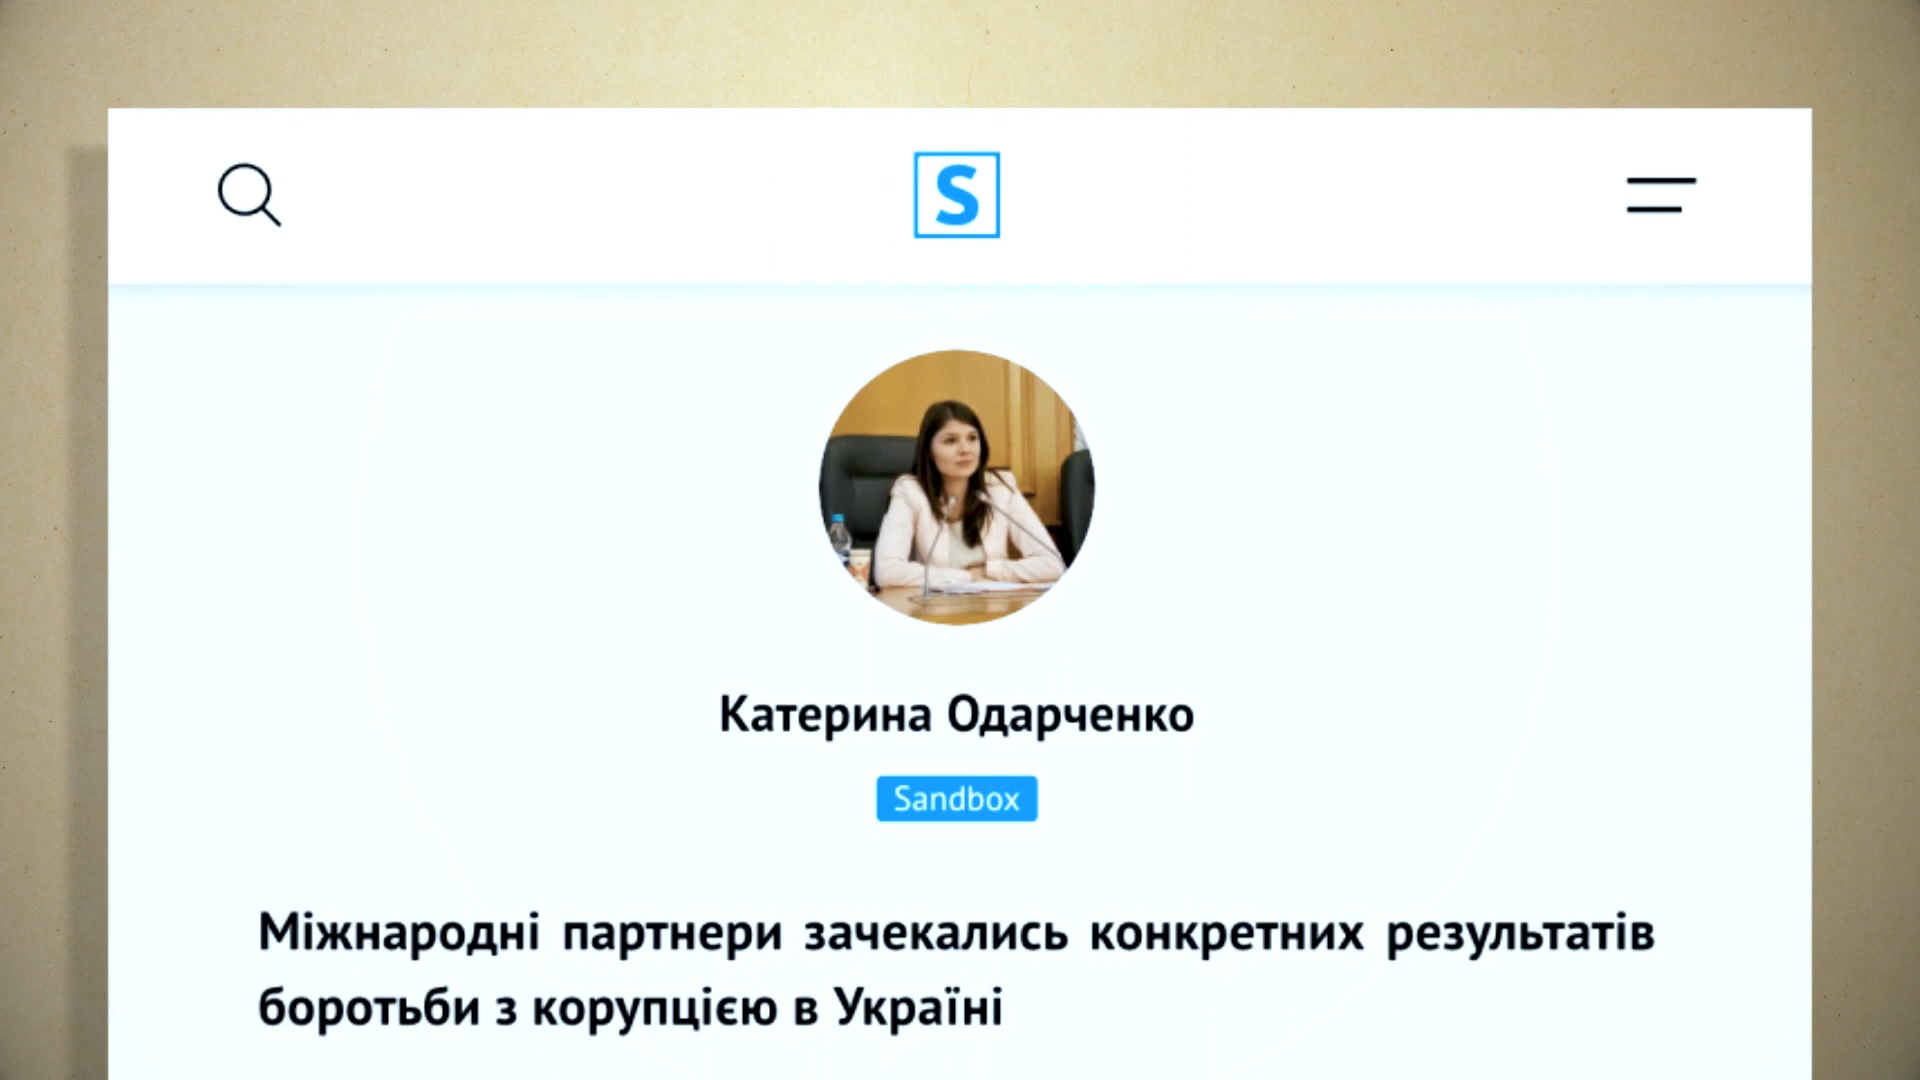 S
Катерина Одарченко
Sandbox
Міжнародні партнери зачекались конкретних результатів
боротьби з корупцією в Україні